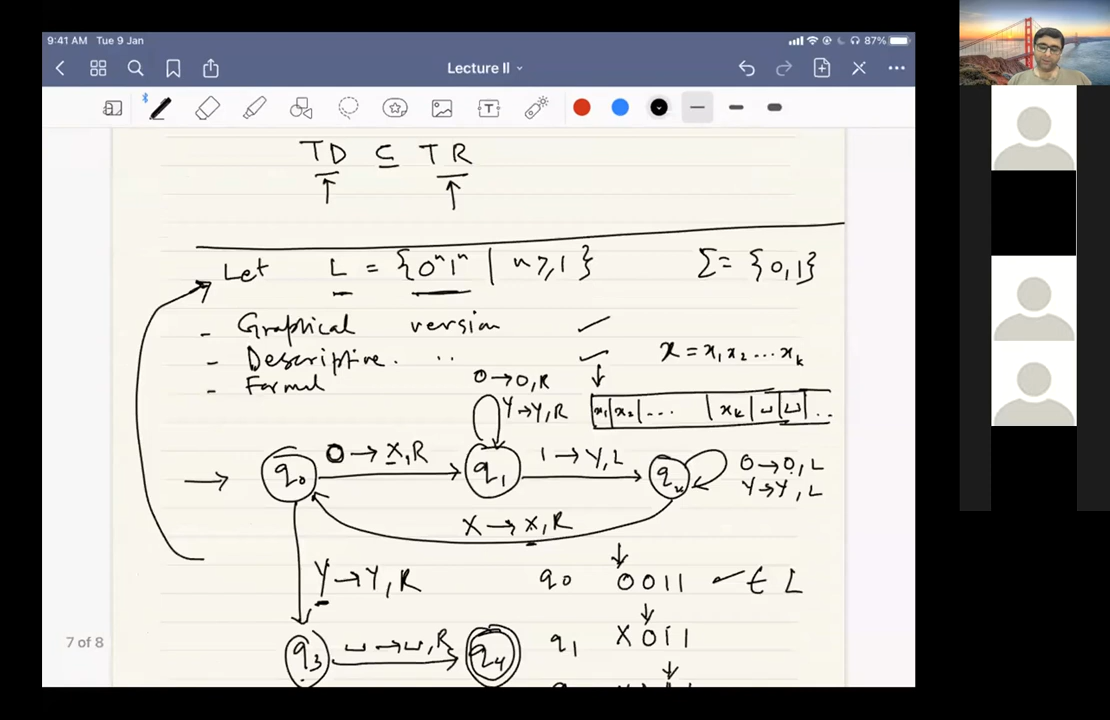 9:41 AM Tue 9 Jan 87%
Lecture II
TD ⊆ TR
Let L = {0ⁿ1ⁿ | n ≥ 1} Σ = {0,1}
- Graphical version
- Descriptive. ..
- Formal
x = x₁x₂...xₖ
0→0,R
Y→Y,R
x₁|x₂|.... |xₖ|⊔|⊔|..
q₀ 0→X,R q₁ 1→Y,L
0→0,L
Y→Y,L
X→X,R
Y→Y,R
q₀ 0011 ∈ L
7 of 8
q₃ ⊔→⊔,R q₄
q₁ X011